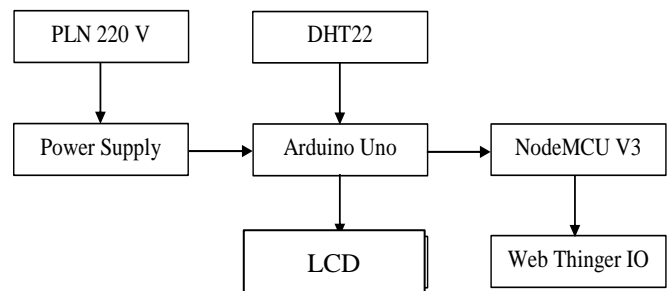 PLN 220 V
DHT22
Power Supply
Arduino Uno
NodeMCU V3
LCD
Web Thinger IO